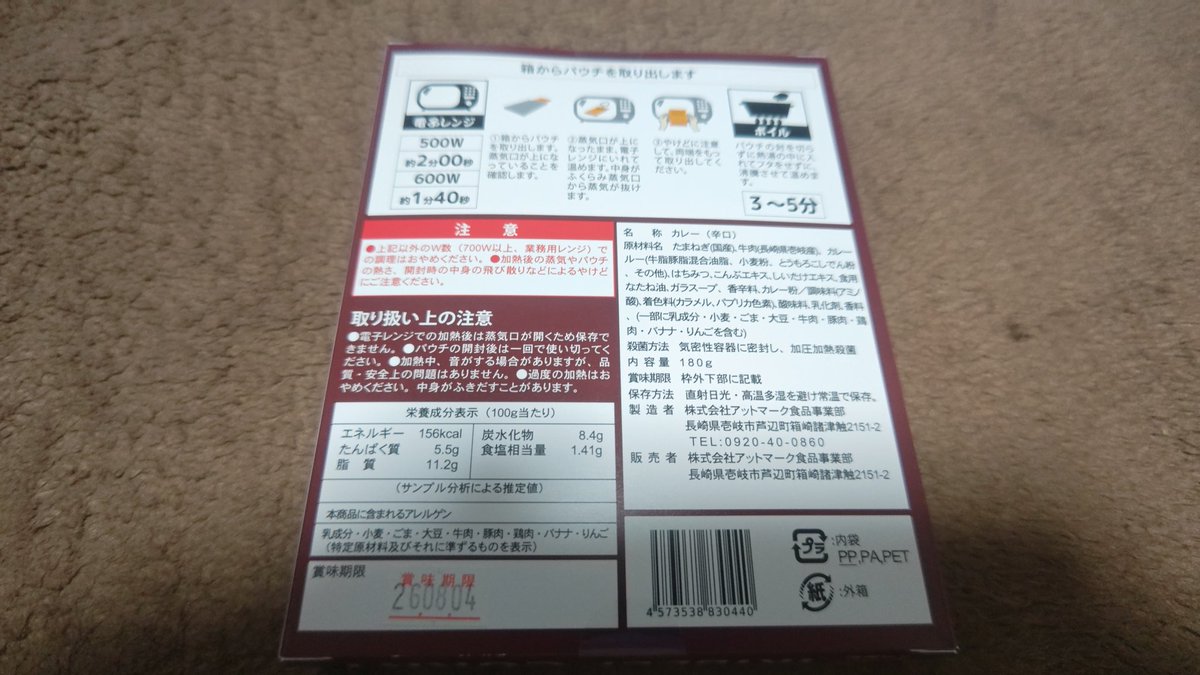 箱からパウチを取り出します
電子レンジ
500W
約2分00秒
600W
約1分40秒
①箱からパウチ
を取り出します。
蒸気口が上にな
っていることを
確認します。
②蒸気口が上に
なったまま、電子
レンジにいれて
温めます。中身が
ふくらみ蒸気口
から蒸気が抜け
ます。
③やけどに注意
して、両端をもっ
て取り出してく
ださい。
ボイル
パウチの封を切ら
ずに熱湯の中に入
れてフタをせずに、
沸騰させて温めま
す。
3〜5分
注意
●上記以外のW数（700W以上、業務用レンジ）で
の調理はおやめください。●加熱後の蒸気やパウチ
の熱さ、開封時の中身の飛び散りなどによるやけど
にご注意ください。
取り扱い上の注意
●電子レンジでの加熱後は蒸気口が開くため保存で
きません。●パウチの開封後は一回で使い切ってく
ださい。●加熱中、音がする場合がありますが、品
質・安全上の問題はありません。●過度の加熱はお
やめください。中身がふきだすことがあります。
栄養成分表示（100g当たり）
エネルギー 156kcal
たんぱく質 5.5g
脂質 11.2g
炭水化物 8.4g
食塩相当量 1.41g
（サンプル分析による推定値）
本商品に含まれるアレルゲン
乳成分・小麦・ごま・大豆・牛肉・豚肉・鶏肉・バナナ・りんご
（特定原材料及びそれに準ずるものを表示）
賞味期限
賞味期限
260804
名称 カレー（辛口）
原材料名 たまねぎ(国産)、牛肉(長崎県壱岐産)、カレー
ルー(牛脂豚脂混合油脂、小麦粉、とうもろこしでん粉
、その他)、はちみつ、こんぶエキス、しいたけエキス、食用
なたね油、ガラスープ、香辛料、カレー粉／調味料(アミノ
酸)、着色料(カラメル、パプリカ色素)、酸味料、乳化剤、香料
、(一部に乳成分・小麦・ごま・大豆・牛肉・豚肉・鶏
肉・バナナ・りんごを含む)
殺菌方法 気密性容器に密封し、加圧加熱殺菌
内容量 180g
賞味期限 枠外下部に記載
保存方法 直射日光・高温多湿を避け常温で保存。
製造者 株式会社アットマーク食品事業部
長崎県壱岐市芦辺町箱崎諸津触2151-2
TEL:0920-40-0860
販売者 株式会社アットマーク食品事業部
長崎県壱岐市芦辺町箱崎諸津触2151-2
4 573538 830440
プラ
:内袋
PP,PA,PET
紙
:外箱